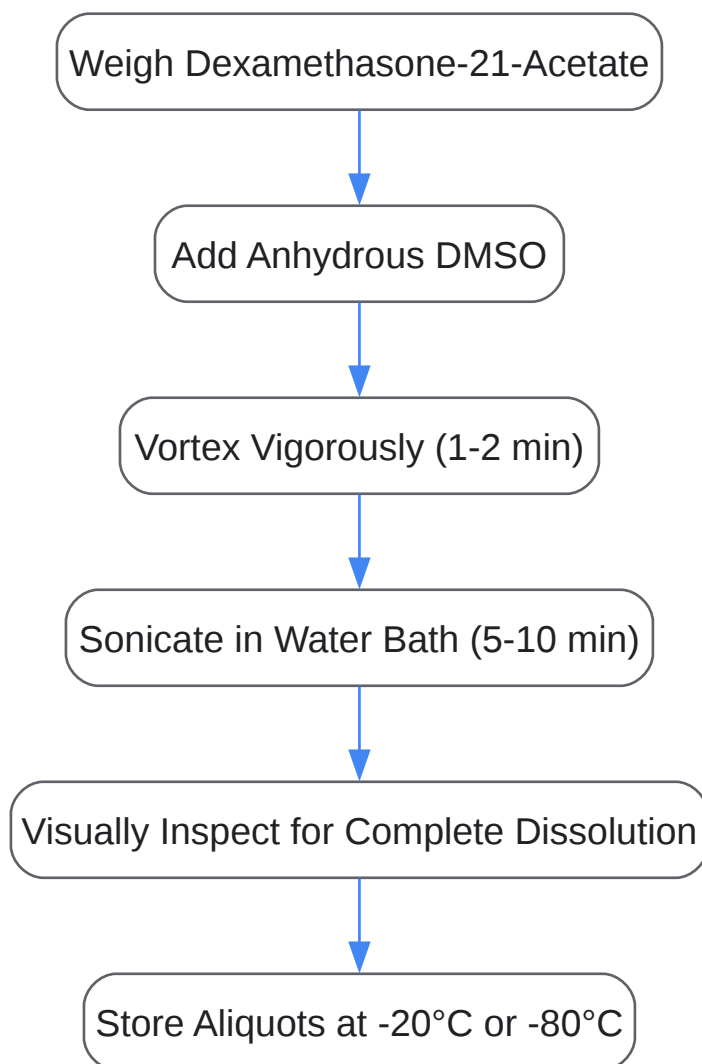 Weigh Dexamethasone-21-Acetate
Add Anhydrous DMSO
Vortex Vigorously (1-2 min)
Sonicate in Water Bath (5-10 min)
Visually Inspect for Complete Dissolution
Store Aliquots at -20°C or -80°C